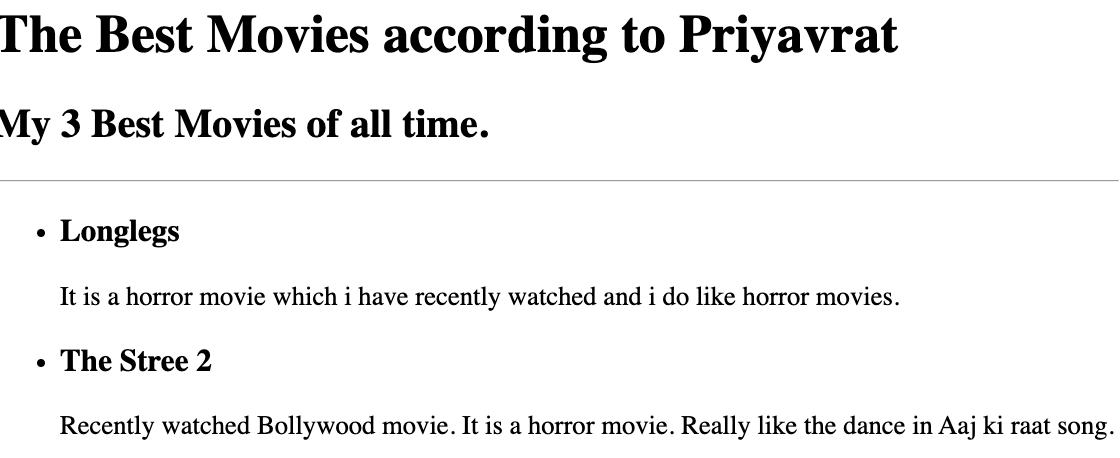 The Best Movies according to Priyavrat
My 3 Best Movies of all time.
Longlegs
It is a horror movie which i have recently watched and i do like horror movies.
The Stree 2
Recently watched Bollywood movie. It is a horror movie. Really like the dance in Aaj ki raat song.